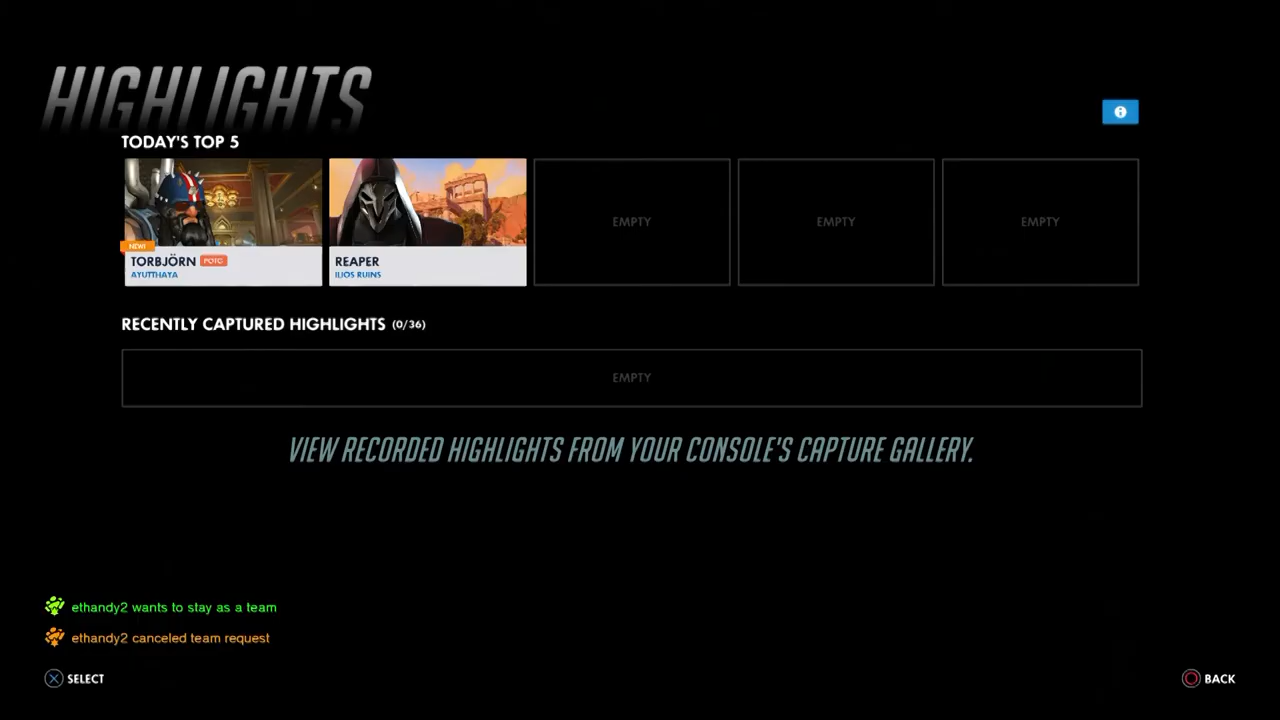 HIGHLIGHTS
TODAY'S TOP 5
NEW!
TORBJÖRN POTG
AYUTTHAYA
REAPER
ILIOS RUINS
EMPTY
EMPTY
EMPTY
RECENTLY CAPTURED HIGHLIGHTS (0/36)
EMPTY
VIEW RECORDED HIGHLIGHTS FROM YOUR CONSOLE'S CAPTURE GALLERY.
ethandy2 wants to stay as a team
ethandy2 canceled team request
SELECT
BACK